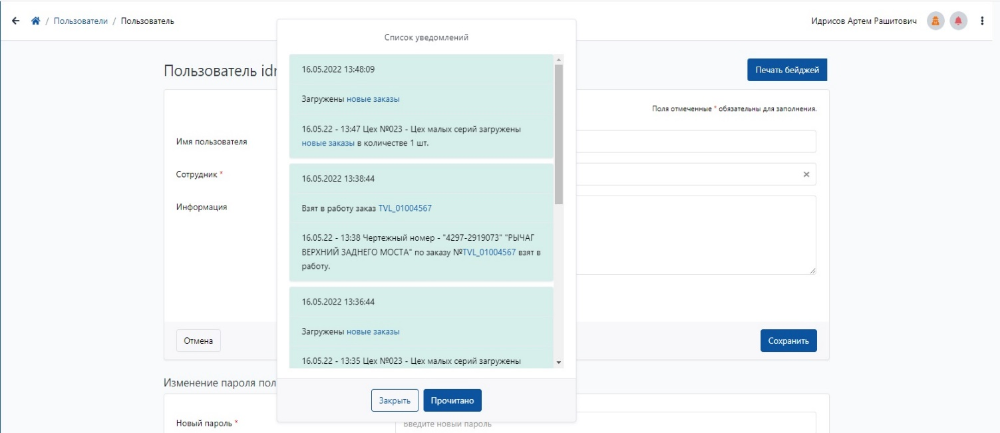 / Пользователи / Пользователь
Идрисов Артем Рашитович
Список уведомлений
Пользователь idr
Печать бейджей
16.05.2022 13:48:09
Загружены новые заказы
16.05.22 - 13:47 Цех №023 - Цех малых серий загружены
новые заказы в количестве 1 шт.
Поля отмеченные * обязательны для заполнения.
Имя пользователя
Сотрудник *
Информация
16.05.2022 13:38:44
Взят в работу заказ TVL_01004567
16.05.22 - 13:38 Чертежный номер - "4297-2919073" "РЫЧАГ
ВЕРХНИЙ ЗАДНЕГО МОСТА" по заказу №TVL_01004567 взят в
работу.
16.05.2022 13:36:44
Загружены новые заказы
16.05.22 - 13:35 Цех №023 - Цех малых серий загружены
Отмена
Сохранить
Изменение пароля пол
Закрыть
Прочитано
Новый пароль *
Введите новый пароль